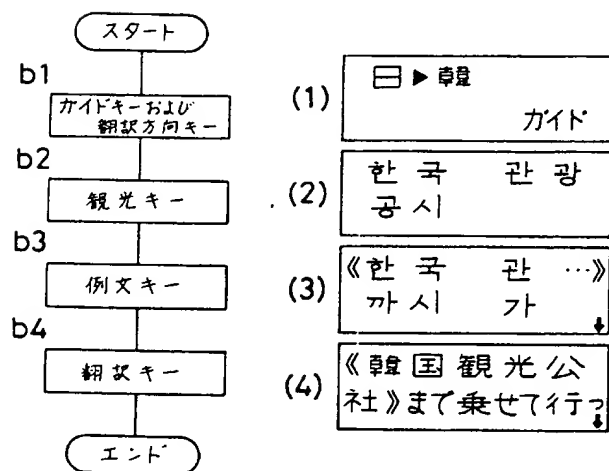 スタート
b1
ガイドキーおよび
翻訳方向キー
b2
観光キー
b3
例文キー
b4
翻訳キー
エンド
(1)
日▶韓
ガイド
(2)
한국 관광
공시
(3)
《한국 관…》
까시 가 ↓
(4)
《韓国観光公
社》まで乗せて行っ ↓